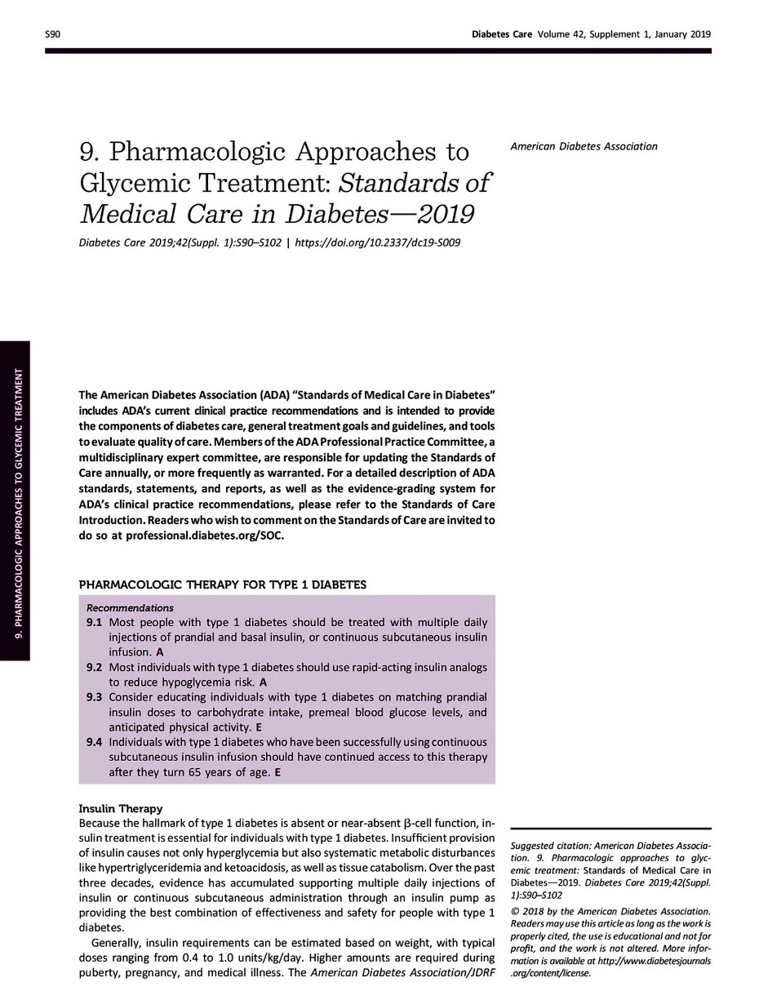 S90
Diabetes Care Volume 42, Supplement 1, January 2019
9. Pharmacologic Approaches to
Glycemic Treatment: Standards of
Medical Care in Diabetes—2019
Diabetes Care 2019;42(Suppl. 1):S90–S102 | https://doi.org/10.2337/dc19-S009
American Diabetes Association
9. PHARMACOLOGIC APPROACHES TO GLYCEMIC TREATMENT
The American Diabetes Association (ADA) “Standards of Medical Care in Diabetes”
includes ADA’s current clinical practice recommendations and is intended to provide
the components of diabetes care, general treatment goals and guidelines, and tools
to evaluate quality of care. Members of the ADA Professional Practice Committee, a
multidisciplinary expert committee, are responsible for updating the Standards of
Care annually, or more frequently as warranted. For a detailed description of ADA
standards, statements, and reports, as well as the evidence-grading system for
ADA’s clinical practice recommendations, please refer to the Standards of Care
Introduction. Readers who wish to comment on the Standards of Care are invited to
do so at professional.diabetes.org/SOC.
PHARMACOLOGIC THERAPY FOR TYPE 1 DIABETES
Recommendations
9.1 Most people with type 1 diabetes should be treated with multiple daily
injections of prandial and basal insulin, or continuous subcutaneous insulin
infusion. A
9.2 Most individuals with type 1 diabetes should use rapid-acting insulin analogs
to reduce hypoglycemia risk. A
9.3 Consider educating individuals with type 1 diabetes on matching prandial
insulin doses to carbohydrate intake, premeal blood glucose levels, and
anticipated physical activity. E
9.4 Individuals with type 1 diabetes who have been successfully using continuous
subcutaneous insulin infusion should have continued access to this therapy
after they turn 65 years of age. E
Insulin Therapy
Because the hallmark of type 1 diabetes is absent or near-absent β-cell function, in-
sulin treatment is essential for individuals with type 1 diabetes. Insufficient provision
of insulin causes not only hyperglycemia but also systematic metabolic disturbances
like hypertriglyceridemia and ketoacidosis, as well as tissue catabolism. Over the past
three decades, evidence has accumulated supporting multiple daily injections of
insulin or continuous subcutaneous administration through an insulin pump as
providing the best combination of effectiveness and safety for people with type 1
diabetes.
Generally, insulin requirements can be estimated based on weight, with typical
doses ranging from 0.4 to 1.0 units/kg/day. Higher amounts are required during
puberty, pregnancy, and medical illness. The American Diabetes Association/JDRF
Suggested citation: American Diabetes Associa-
tion. 9. Pharmacologic approaches to glyc-
emic treatment: Standards of Medical Care in
Diabetes—2019. Diabetes Care 2019;42(Suppl.
1):S90–S102
© 2018 by the American Diabetes Association.
Readers may use this article as long as the work is
properly cited, the use is educational and not for
profit, and the work is not altered. More infor-
mation is available at http://www.diabetesjournals
.org/content/license.